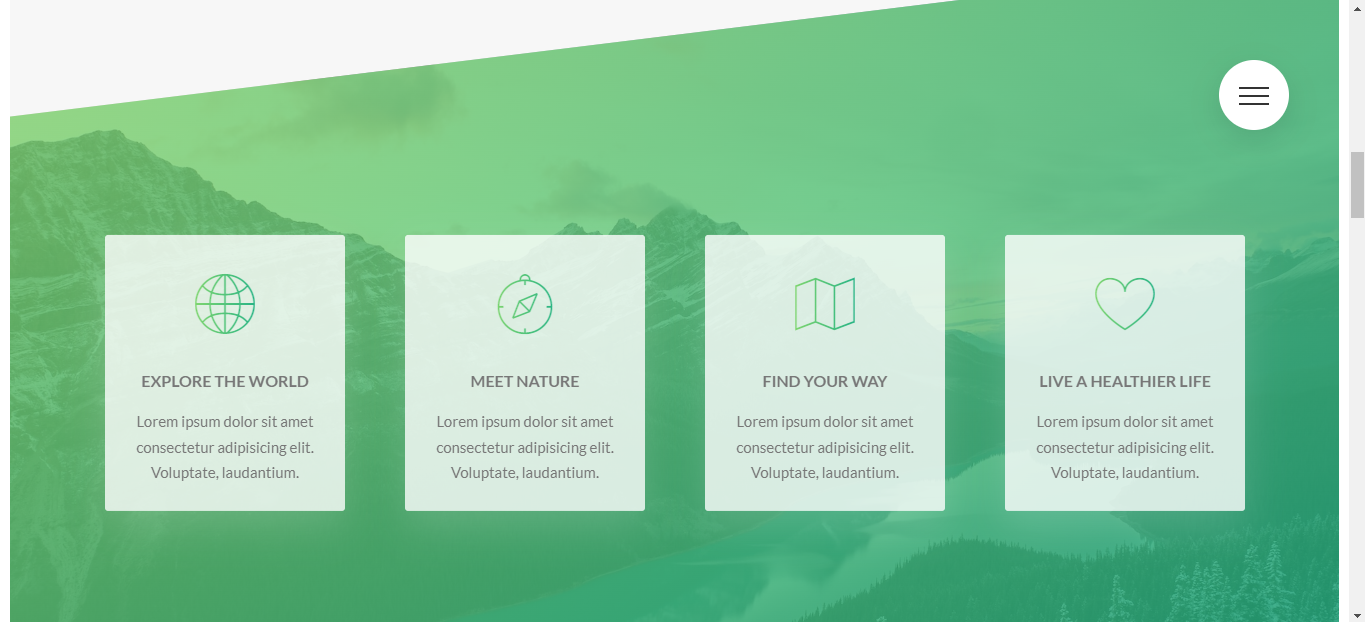 EXPLORE THE WORLD
Lorem ipsum dolor sit amet
consectetur adipisicing elit.
Voluptate, laudantium.
MEET NATURE
Lorem ipsum dolor sit amet
consectetur adipisicing elit.
Voluptate, laudantium.
FIND YOUR WAY
Lorem ipsum dolor sit amet
consectetur adipisicing elit.
Voluptate, laudantium.
LIVE A HEALTHIER LIFE
Lorem ipsum dolor sit amet
consectetur adipisicing elit.
Voluptate, laudantium.